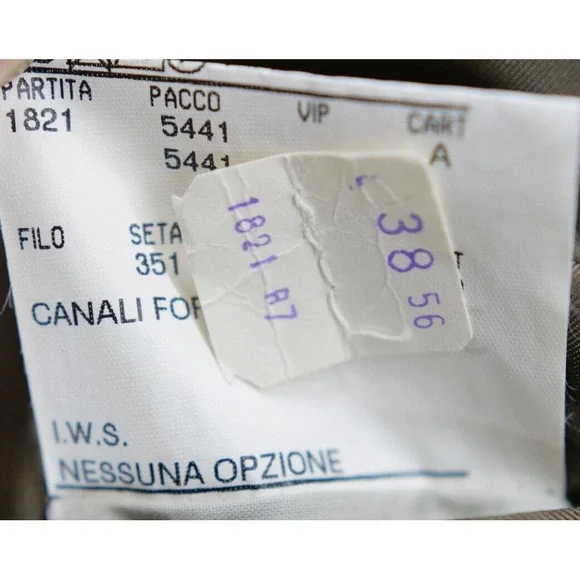 PARTITA PACCO VIP CART
1821 5441 A
5441
FILO SETA
351
CANALI FOR
I.W.S.
NESSUNA OPZIONE
1821 R7
38 56